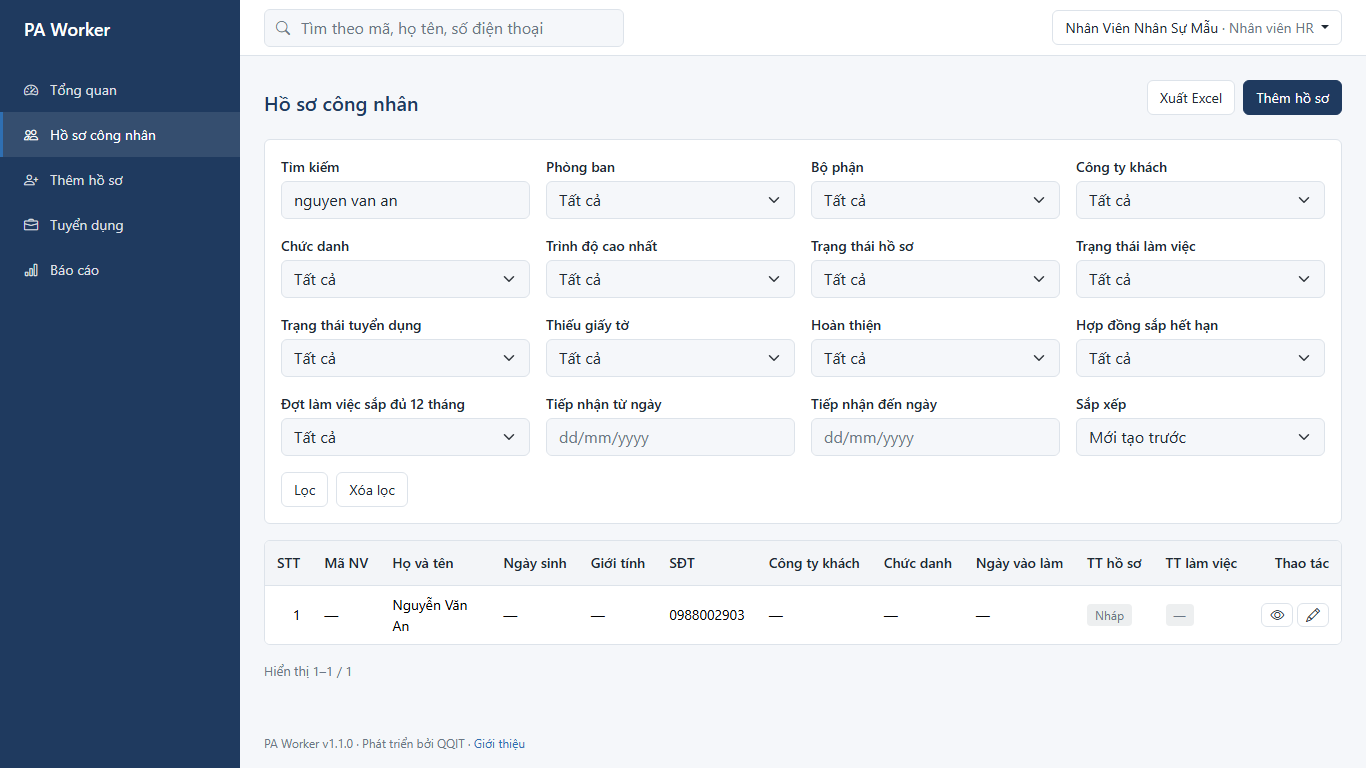 PA Worker
Tìm theo mã, họ tên, số điện thoại
Nhân Viên Nhân Sự Mẫu · Nhân viên HR
Tổng quan
Hồ sơ công nhân
Thêm hồ sơ
Tuyển dụng
Báo cáo
Hồ sơ công nhân
Xuất Excel
Thêm hồ sơ
Tìm kiếm Phòng ban Bộ phận Công ty khách
nguyen van an Tất cả Tất cả Tất cả
Chức danh Trình độ cao nhất Trạng thái hồ sơ Trạng thái làm việc
Tất cả Tất cả Tất cả Tất cả
Trạng thái tuyển dụng Thiếu giấy tờ Hoàn thiện Hợp đồng sắp hết hạn
Tất cả Tất cả Tất cả Tất cả
Đợt làm việc sắp đủ 12 tháng Tiếp nhận từ ngày Tiếp nhận đến ngày Sắp xếp
Tất cả dd/mm/yyyy dd/mm/yyyy Mới tạo trước
Lọc Xóa lọc
STT Mã NV Họ và tên Ngày sinh Giới tính SĐT Công ty khách Chức danh Ngày vào làm TT hồ sơ TT làm việc Thao tác
1 — Nguyễn Văn An — — 0988002903 — — — Nháp —
Hiển thị 1–1 / 1
PA Worker v1.1.0 · Phát triển bởi QQIT · Giới thiệu